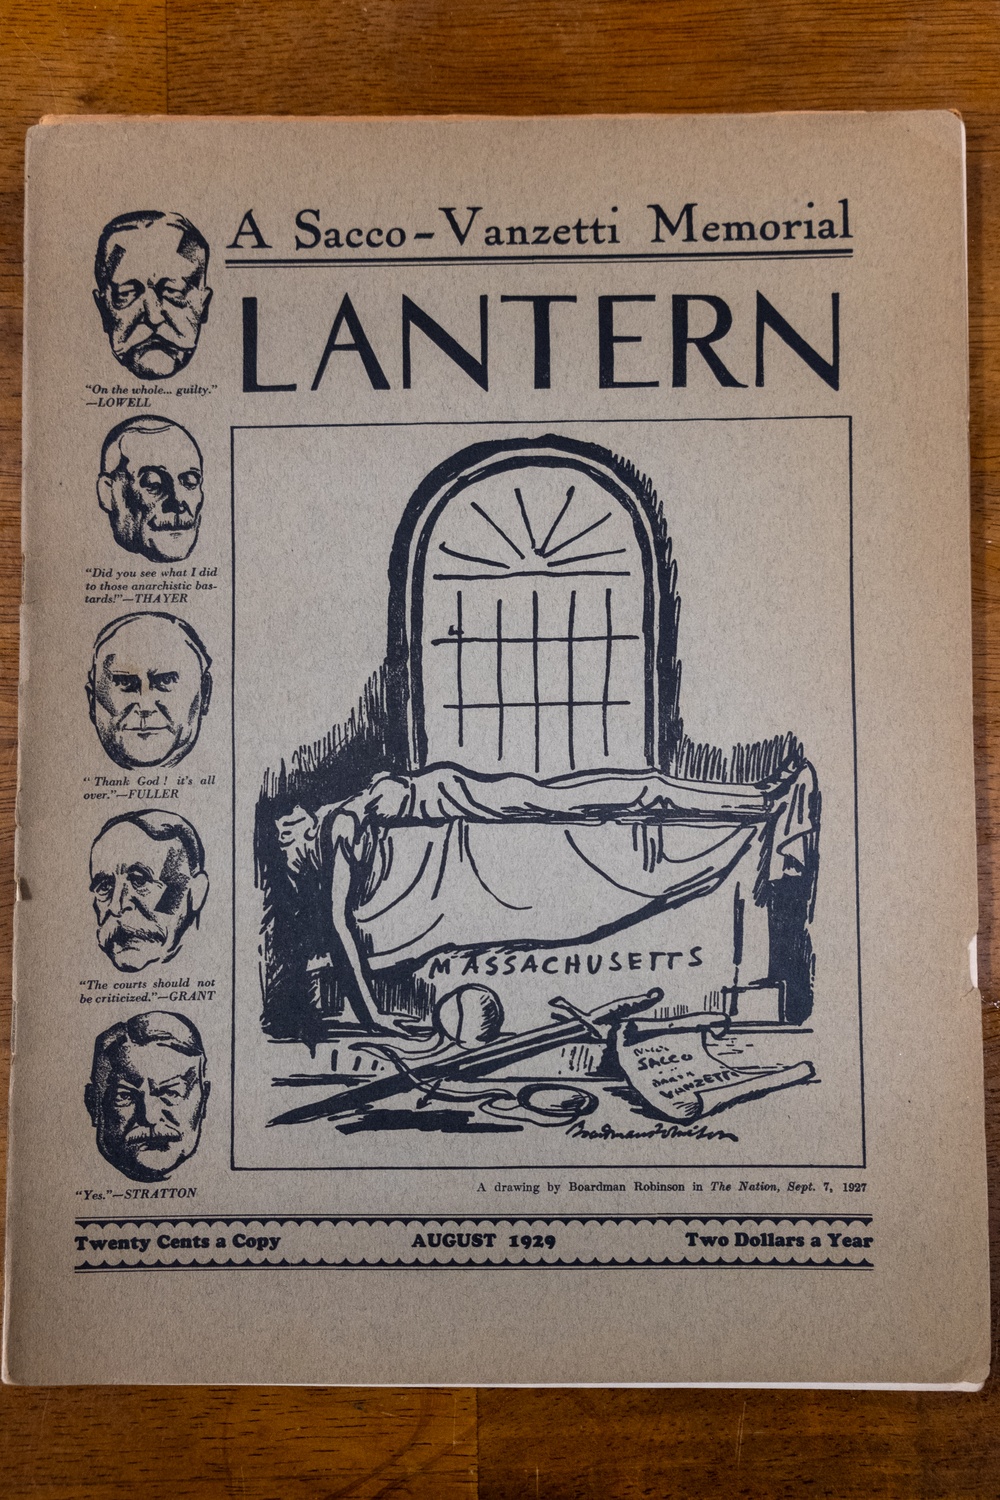 A Sacco-Vanzetti Memorial
LANTERN
"On the whole... guilty."
—LOWELL
"Did you see what I did
to those anarchistic bas-
tards!"—THAYER
"Thank God! it's all
over."—FULLER
"The courts should not
be criticized."—GRANT
"Yes."—STRATTON
MASSACHUSETTS
SACCO
VANZETTI
Boardman Robinson
A drawing by Boardman Robinson in The Nation, Sept. 7, 1927
Twenty Cents a Copy AUGUST 1929 Two Dollars a Year